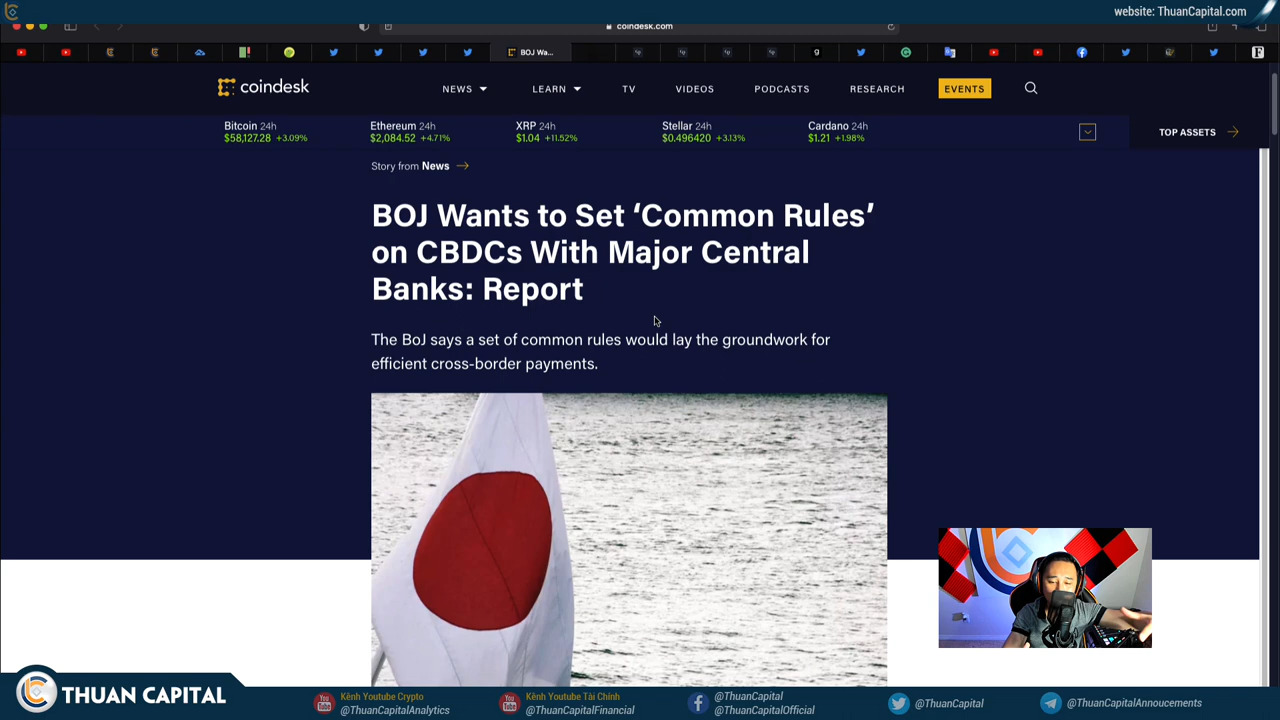 website: ThuanCapital.com
coindesk.com
BOJ Wa...
coindesk
NEWS LEARN TV VIDEOS PODCASTS RESEARCH EVENTS
Bitcoin 24h Ethereum 24h XRP 24h Stellar 24h Cardano 24h
$58,127.28 +3.09% $2,084.52 +4.71% $1.04 +11.52% $0.496420 +3.13% $1.21 +1.98%
TOP ASSETS
Story from News
BOJ Wants to Set ‘Common Rules’
on CBDCs With Major Central
Banks: Report
The BoJ says a set of common rules would lay the groundwork for
efficient cross-border payments.
THUAN CAPITAL
Kênh Youtube Crypto
@ThuanCapitalAnalytics
Kênh Youtube Tài Chính
@ThuanCapitalFinancial
@ThuanCapital
@ThuanCapitalOfficial
@ThuanCapital
@ThuanCapitalAnnoucements